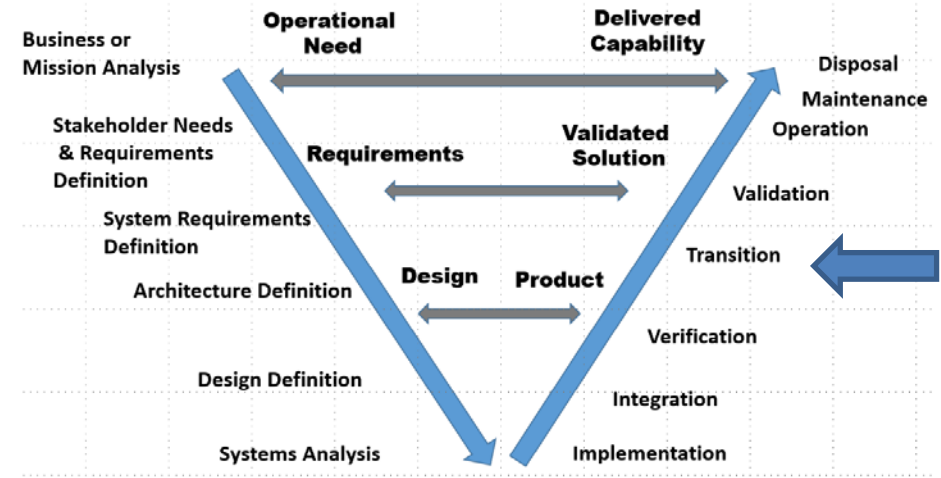 Operational
Need
Delivered
Capability
Business or
Mission Analysis
Disposal
Maintenance
Operation
Stakeholder Needs
& Requirements
Definition
Requirements
Validated
Solution
Validation
System Requirements
Definition
Transition
Design
Product
Architecture Definition
Verification
Design Definition
Integration
Systems Analysis
Implementation